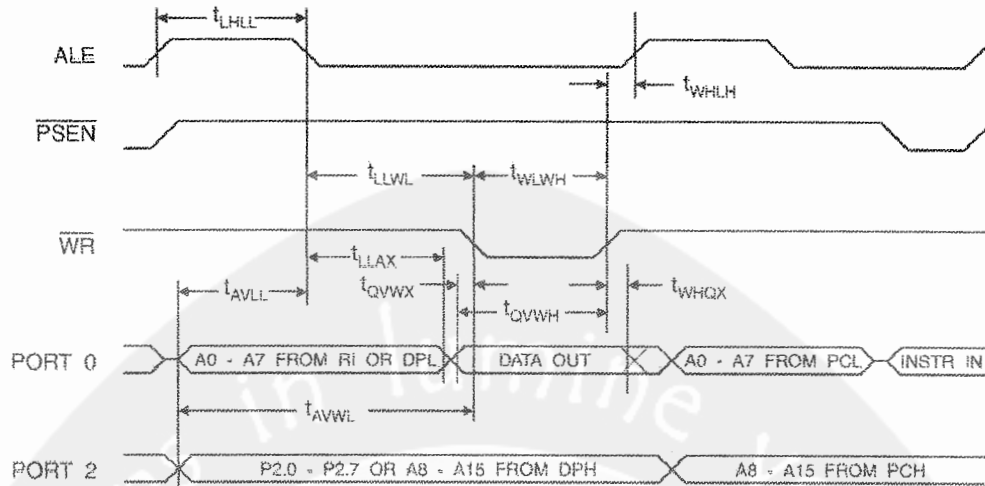 tLHLL
ALE
tWHLH
PSEN
tLLWL
tWLWH
WR
tLLAX
tAVLL
tQVWX
tWHQX
tQVWH
PORT 0
A0 - A7 FROM RI OR DPL
DATA OUT
A0 - A7 FROM PCL
INSTR IN
tAVWL
PORT 2
P2.0 - P2.7 OR A8 - A15 FROM DPH
A8 - A15 FROM PCH
in lumine